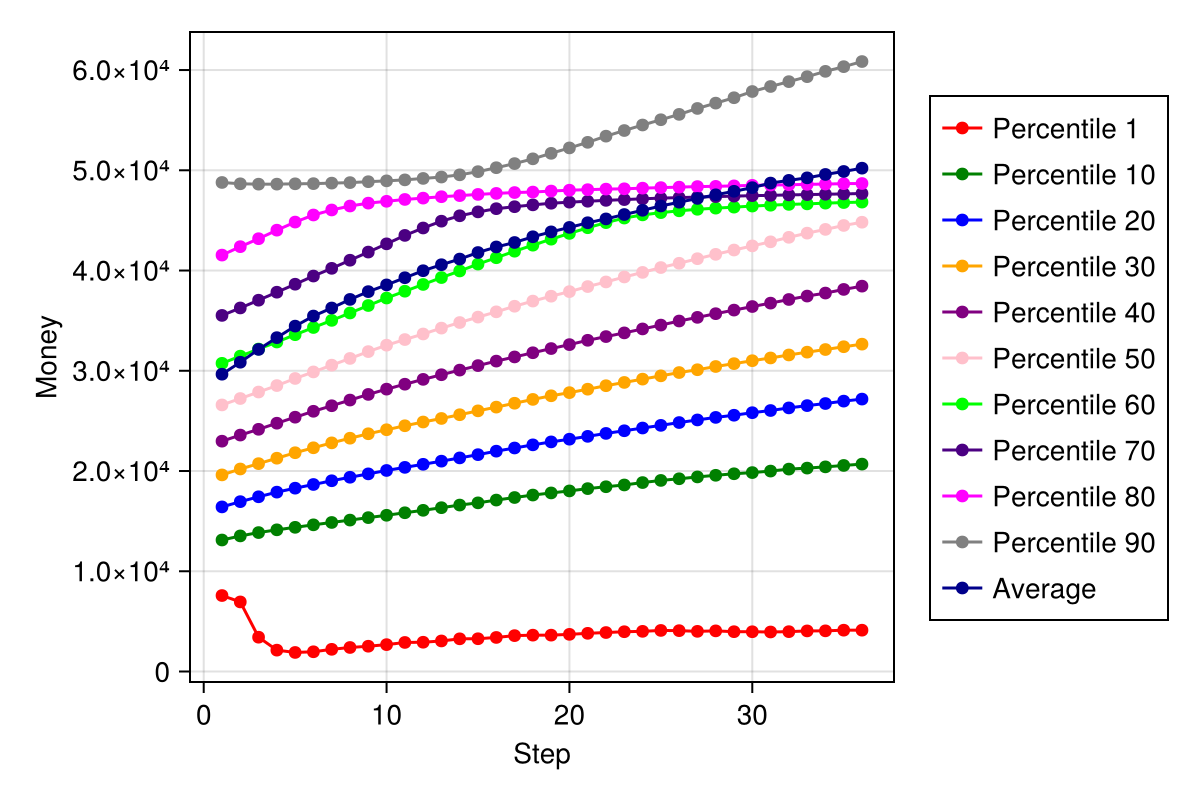 6.0×10⁴
5.0×10⁴
4.0×10⁴
3.0×10⁴
2.0×10⁴
1.0×10⁴
0
Money
0 10 20 30
Step
Percentile 1
Percentile 10
Percentile 20
Percentile 30
Percentile 40
Percentile 50
Percentile 60
Percentile 70
Percentile 80
Percentile 90
Average